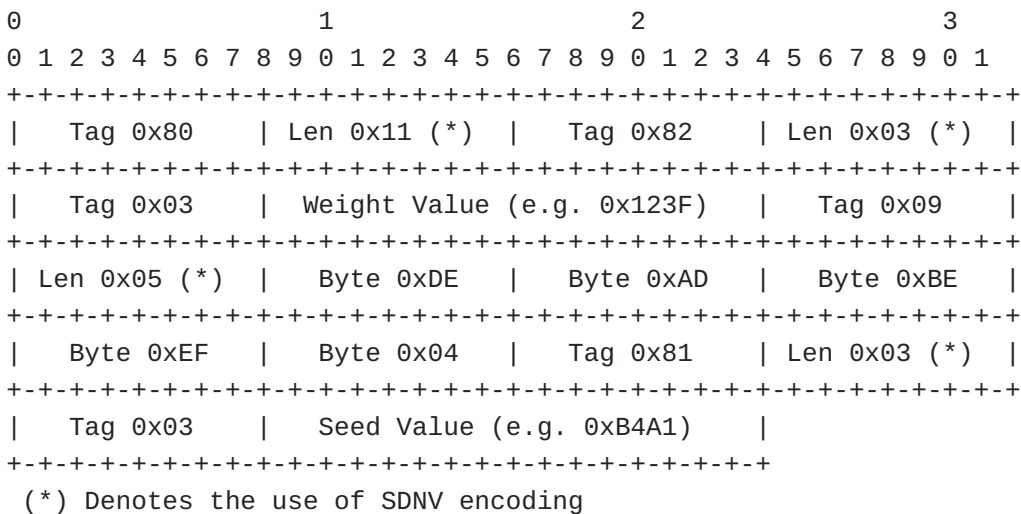 0                   1                   2                   3
0 1 2 3 4 5 6 7 8 9 0 1 2 3 4 5 6 7 8 9 0 1 2 3 4 5 6 7 8 9 0 1
+-+-+-+-+-+-+-+-+-+-+-+-+-+-+-+-+-+-+-+-+-+-+-+-+-+-+-+-+-+-+-+-+
|   Tag 0x80    | Len 0x11 (*)  |   Tag 0x82    | Len 0x03 (*)  |
+-+-+-+-+-+-+-+-+-+-+-+-+-+-+-+-+-+-+-+-+-+-+-+-+-+-+-+-+-+-+-+-+
|   Tag 0x03    |  Weight Value (e.g. 0x123F)   |   Tag 0x09    |
+-+-+-+-+-+-+-+-+-+-+-+-+-+-+-+-+-+-+-+-+-+-+-+-+-+-+-+-+-+-+-+-+
| Len 0x05 (*)  |   Byte 0xDE   |   Byte 0xAD   |   Byte 0xBE   |
+-+-+-+-+-+-+-+-+-+-+-+-+-+-+-+-+-+-+-+-+-+-+-+-+-+-+-+-+-+-+-+-+
|   Byte 0xEF   |   Byte 0x04   |   Tag 0x81    | Len 0x03 (*)  |
+-+-+-+-+-+-+-+-+-+-+-+-+-+-+-+-+-+-+-+-+-+-+-+-+-+-+-+-+-+-+-+-+
|   Tag 0x03    |   Seed Value (e.g. 0xB4A1)    |
+-+-+-+-+-+-+-+-+-+-+-+-+-+-+-+-+-+-+-+-+-+-+-+-+
 (*) Denotes the use of SDNV encoding